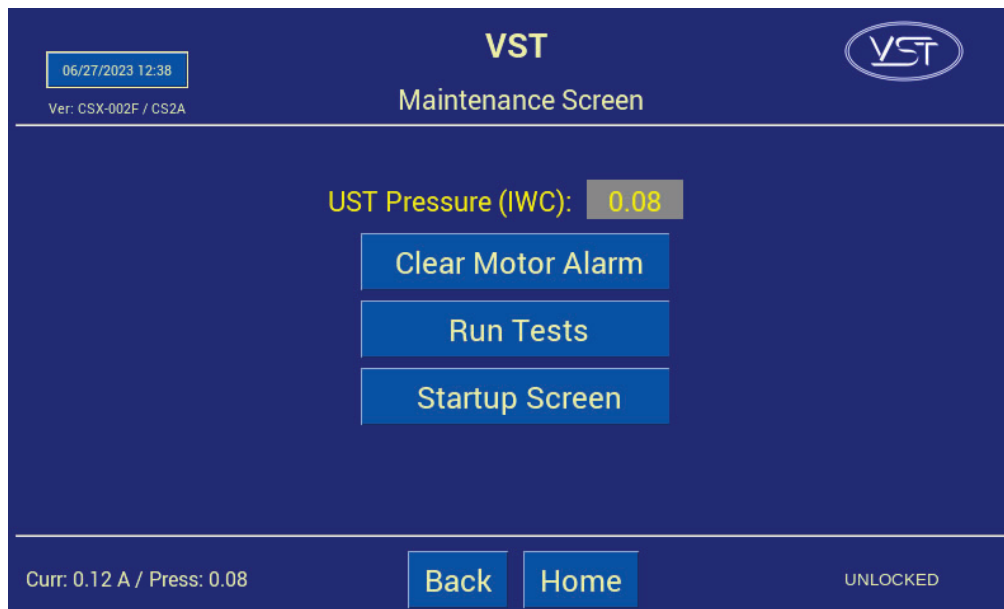 VST
VST
06/27/2023 12:38
Maintenance Screen
Ver: CSX-002F / CS2A
UST Pressure (IWC): 0.08
Clear Motor Alarm
Run Tests
Startup Screen
Curr: 0.12 A / Press: 0.08
Back
Home
UNLOCKED